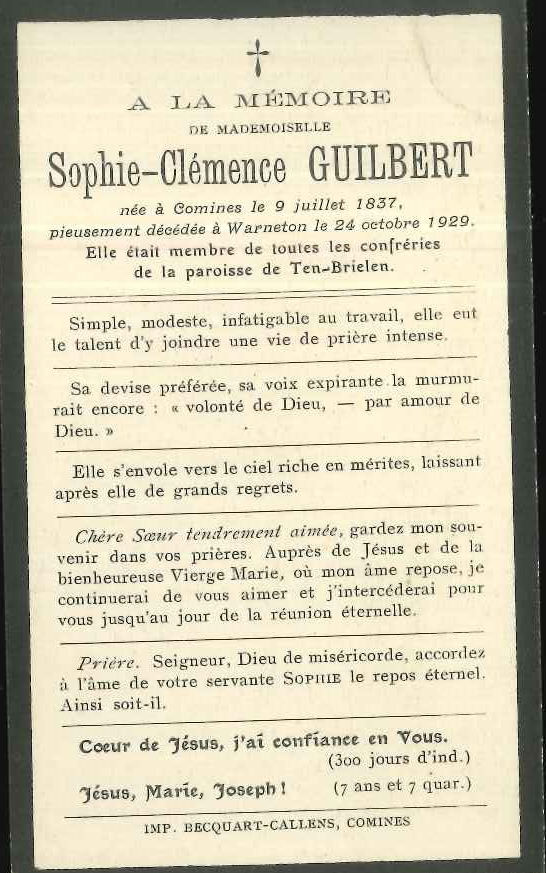 A LA MÉMOIRE
DE MADEMOISELLE
Sophie-Clémence GUILBERT
née à Comines le 9 juillet 1837,
pieusement décédée à Warneton le 24 octobre 1929.
Elle était membre de toutes les confréries
de la paroisse de Ten-Brielen.
Simple, modeste, infatigable au travail, elle eut
le talent d'y joindre une vie de prière intense.
Sa devise préférée, sa voix expirante la murmu-
rait encore : « volonté de Dieu, — par amour de
Dieu. »
Elle s'envole vers le ciel riche en mérites, laissant
après elle de grands regrets.
Chère Sœur tendrement aimée, gardez mon sou-
venir dans vos prières. Auprès de Jésus et de la
bienheureuse Vierge Marie, où mon âme repose, je
continuerai de vous aimer et j'intercéderai pour
vous jusqu'au jour de la réunion éternelle.
Prière. Seigneur, Dieu de miséricorde, accordez
à l'âme de votre servante SOPHIE le repos éternel.
Ainsi soit-il.
Coeur de Jésus, j'ai confiance en Vous.
(300 jours d'ind.)
Jésus, Marie, Joseph ! (7 ans et 7 quar.)
IMP. BECQUART-CALLENS, COMINES